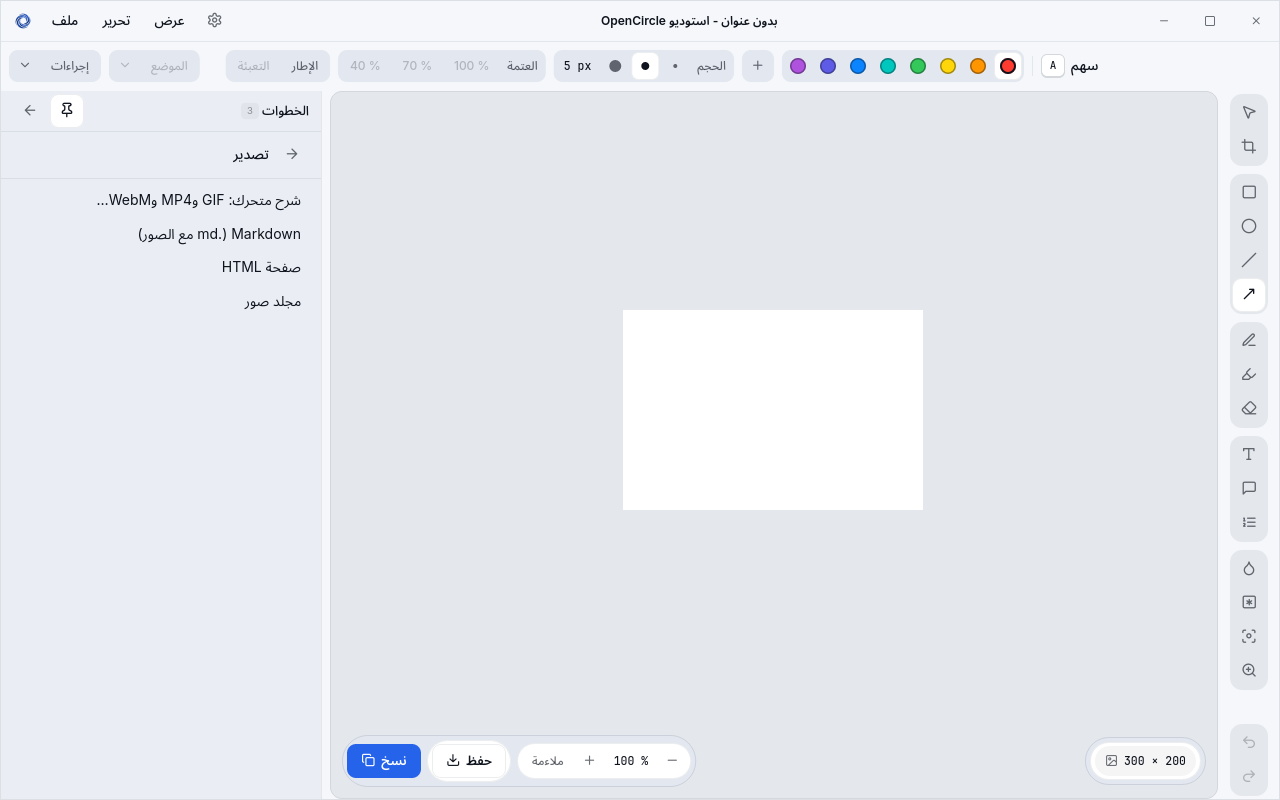 ملف
تحرير
عرض
بدون عنوان - استوديو OpenCircle
سهم
A
الحجم
5 px
العتمة
100 %
70 %
40 %
الإطار
التعبئة
الموضع
إجراءات
الخطوات 3
تصدير
شرح متحرك: GIF وMP4 وWebM...
Markdown (.md مع الصور)
صفحة HTML
مجلد صور
300 × 200
100 %
ملاءمة
حفظ
نسخ